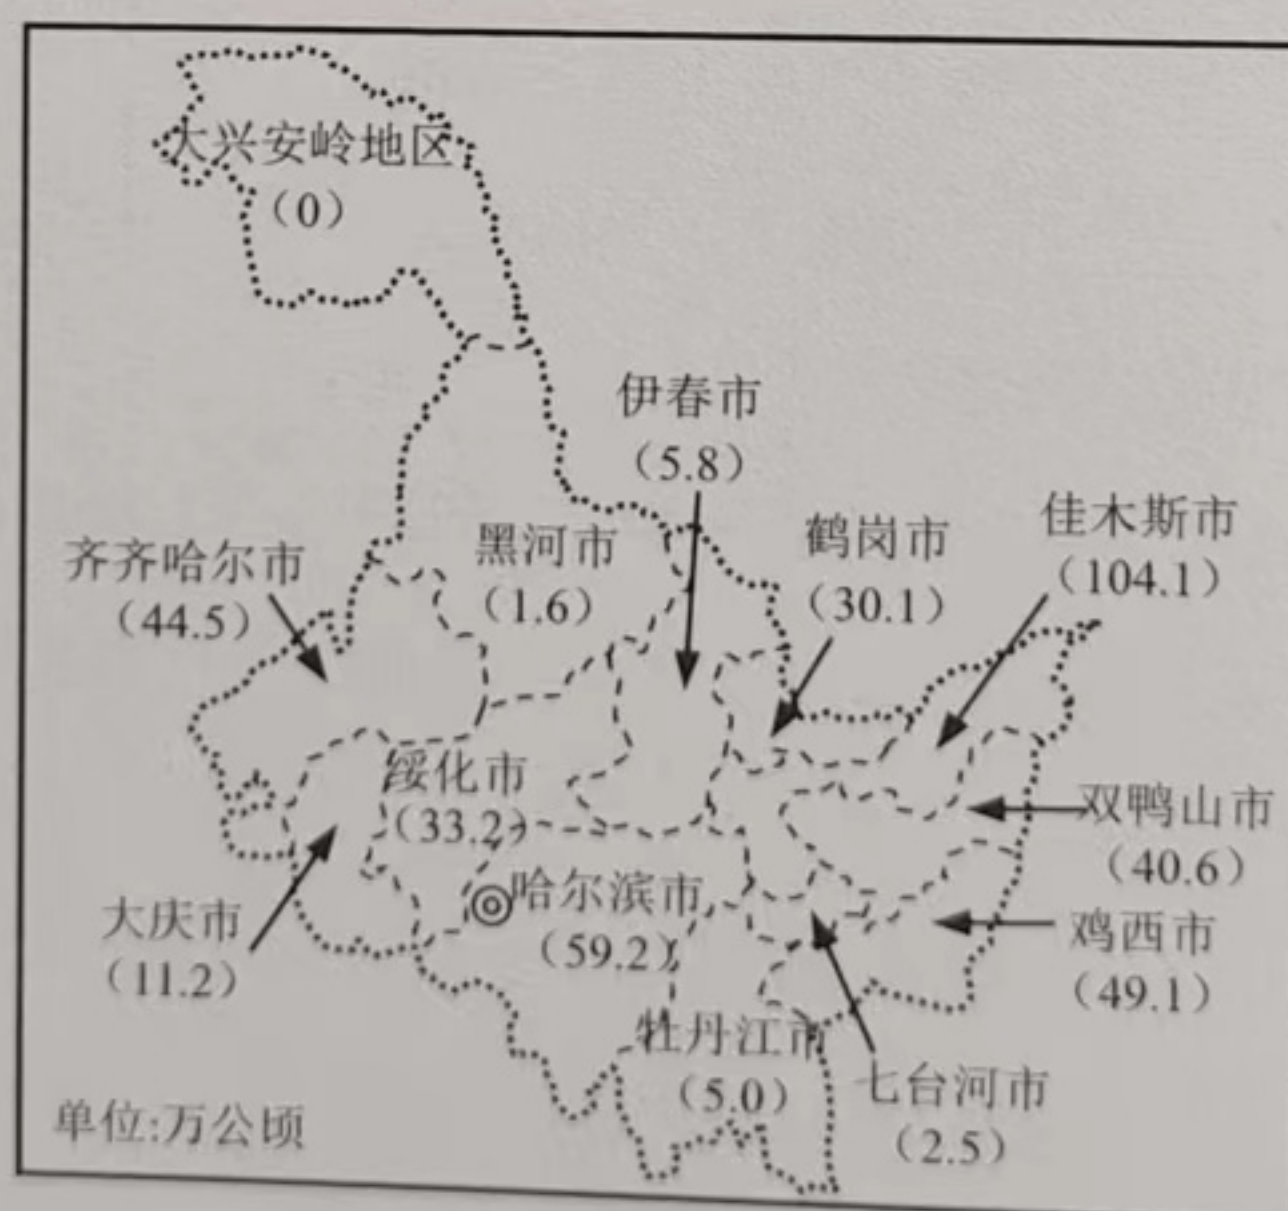 大兴安岭地区
（0）
伊春市
（5.8）
黑河市
（1.6）
鹤岗市
（30.1）
佳木斯市
（104.1）
齐齐哈尔市
（44.5）
绥化市
（33.2）
双鸭山市
（40.6）
大庆市
（11.2）
哈尔滨市
（59.2）
鸡西市
（49.1）
牡丹江市
（5.0）
七台河市
（2.5）
单位:万公顷